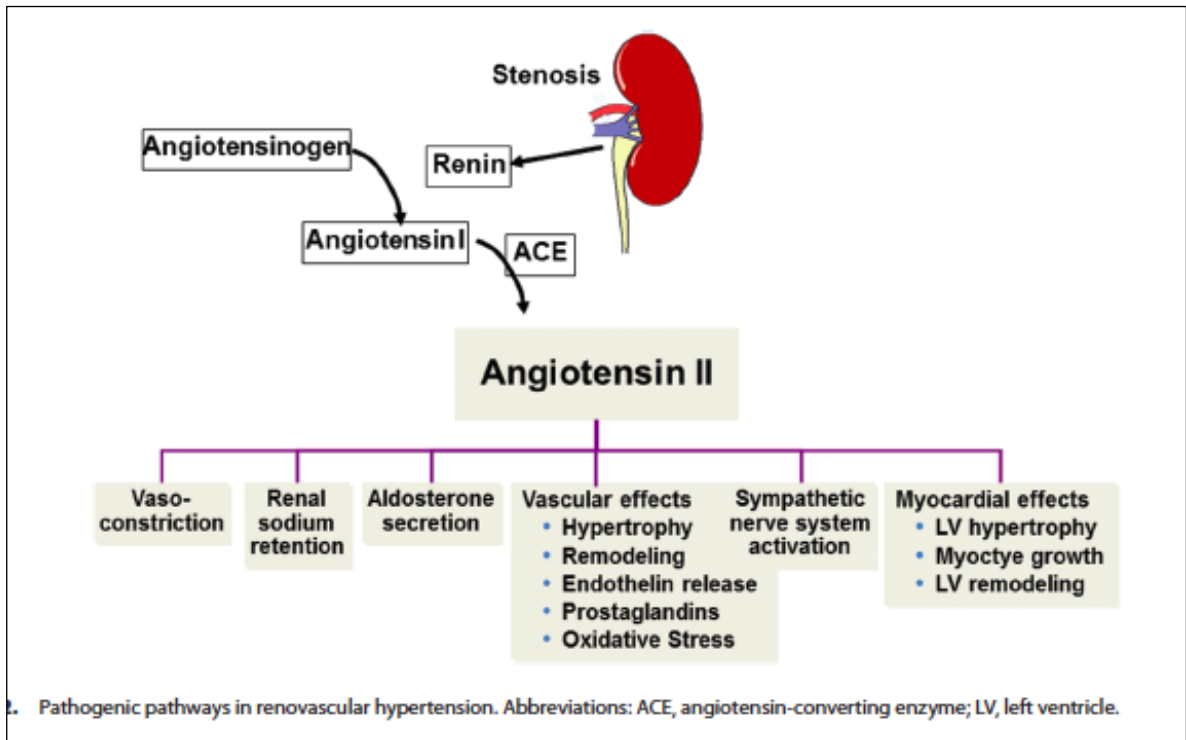 Stenosis
Angiotensinogen
Renin
Angiotensin I
ACE
Angiotensin II
Vaso-
constriction
Renal
sodium
retention
Aldosterone
secretion
Vascular effects
• Hypertrophy
• Remodeling
• Endothelin release
• Prostaglandins
• Oxidative Stress
Sympathetic
nerve system
activation
Myocardial effects
• LV hypertrophy
• Myoctye growth
• LV remodeling
2. Pathogenic pathways in renovascular hypertension. Abbreviations: ACE, angiotensin-converting enzyme; LV, left ventricle.